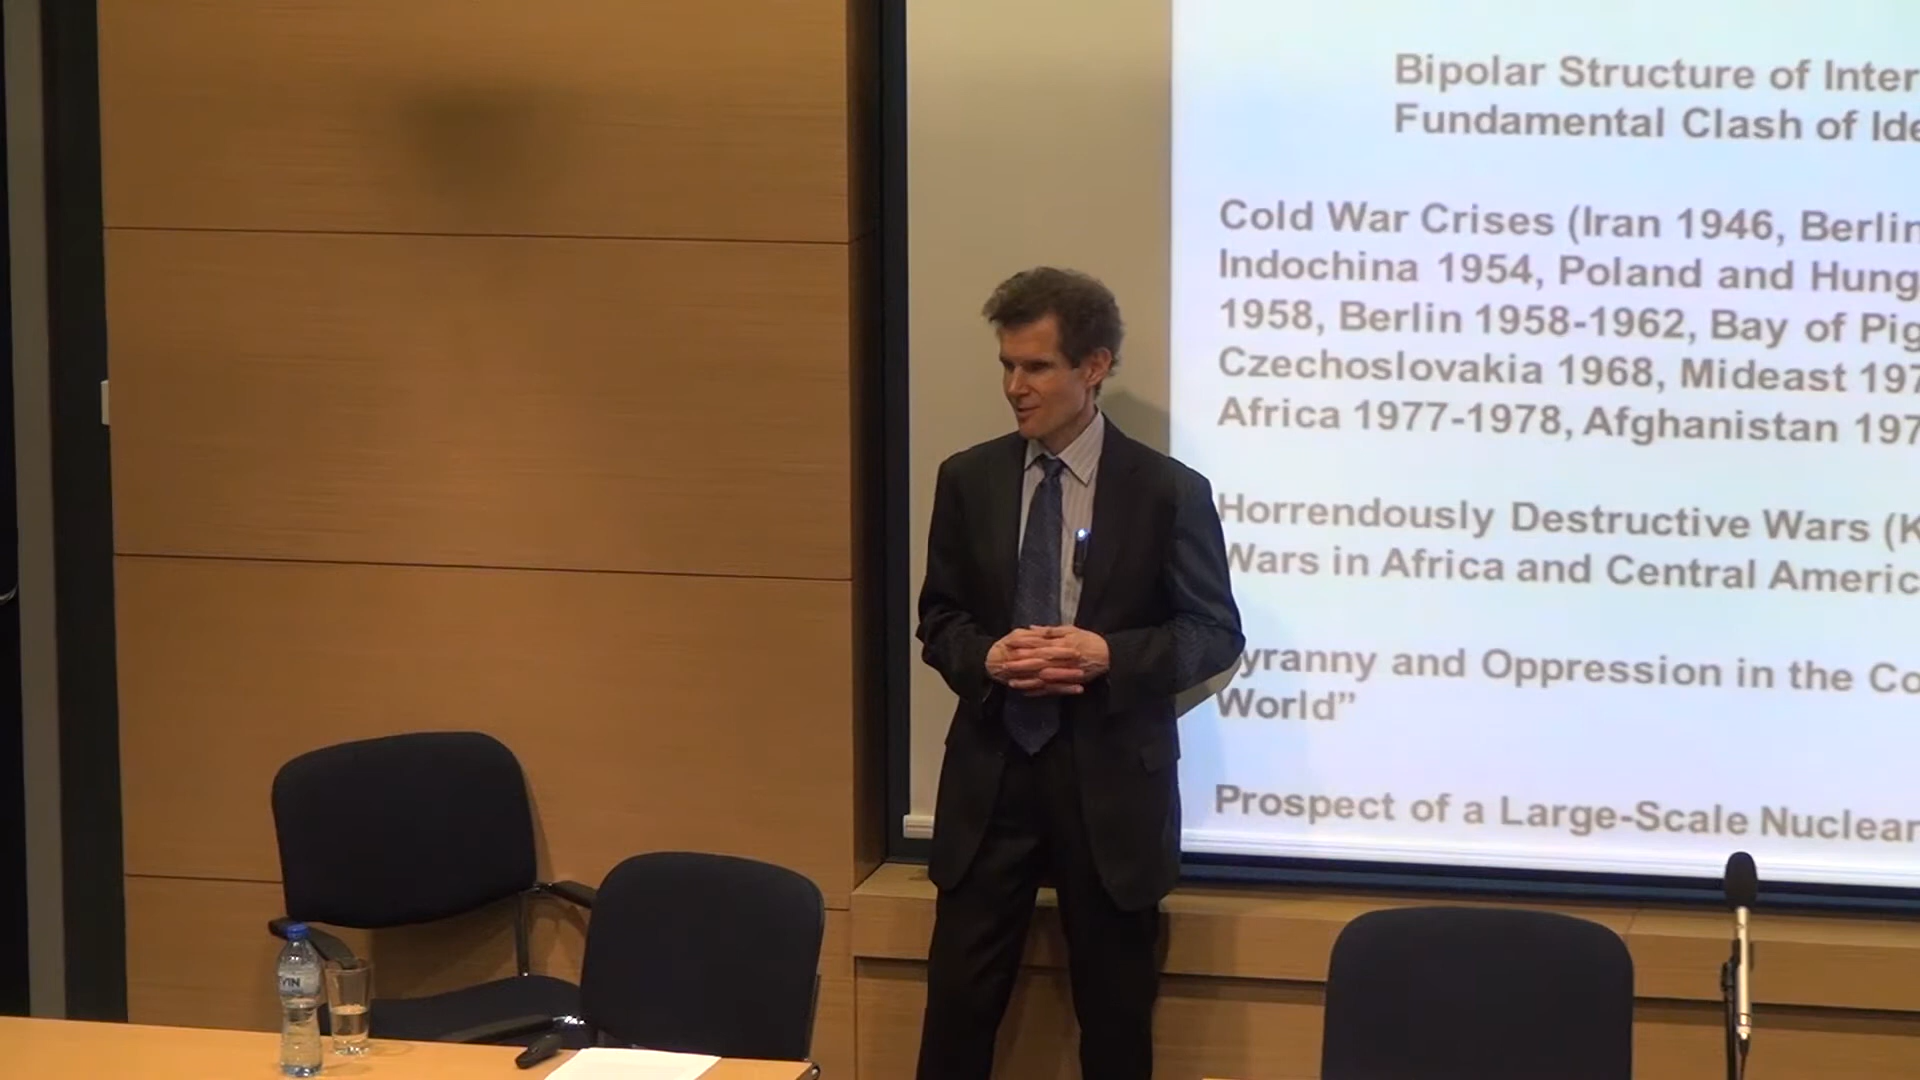 Bipolar Structure of Inter
Fundamental Clash of Ide
Cold War Crises (Iran 1946, Berlin
Indochina 1954, Poland and Hung
1958, Berlin 1958-1962, Bay of Pig
Czechoslovakia 1968, Mideast 197
Africa 1977-1978, Afghanistan 197
Horrendously Destructive Wars (K
Wars in Africa and Central Americ
yranny and Oppression in the Co
World”
Prospect of a Large-Scale Nuclear
VIN